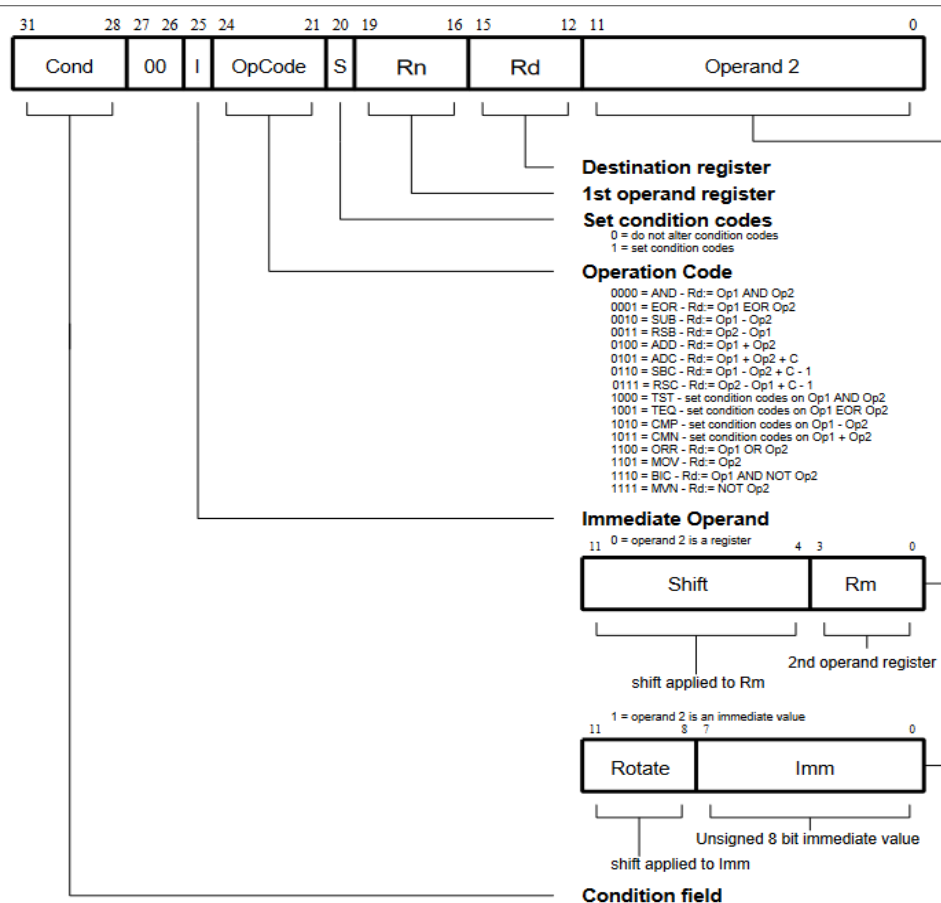 31 28 27 26 25 24 21 20 19 16 15 12 11 0
Cond 00 I OpCode S Rn Rd Operand 2
Destination register
1st operand register
Set condition codes
0 = do not alter condition codes
1 = set condition codes
Operation Code
0000 = AND - Rd:= Op1 AND Op2
0001 = EOR - Rd:= Op1 EOR Op2
0010 = SUB - Rd:= Op1 - Op2
0011 = RSB - Rd:= Op2 - Op1
0100 = ADD - Rd:= Op1 + Op2
0101 = ADC - Rd:= Op1 + Op2 + C
0110 = SBC - Rd:= Op1 - Op2 + C - 1
0111 = RSC - Rd:= Op2 - Op1 + C - 1
1000 = TST - set condition codes on Op1 AND Op2
1001 = TEQ - set condition codes on Op1 EOR Op2
1010 = CMP - set condition codes on Op1 - Op2
1011 = CMN - set condition codes on Op1 + Op2
1100 = ORR - Rd:= Op1 OR Op2
1101 = MOV - Rd:= Op2
1110 = BIC - Rd:= Op1 AND NOT Op2
1111 = MVN - Rd:= NOT Op2
Immediate Operand
0 = operand 2 is a register
11 4 3 0
Shift Rm
2nd operand register
shift applied to Rm
1 = operand 2 is an immediate value
11 8 7 0
Rotate Imm
Unsigned 8 bit immediate value
shift applied to Imm
Condition field